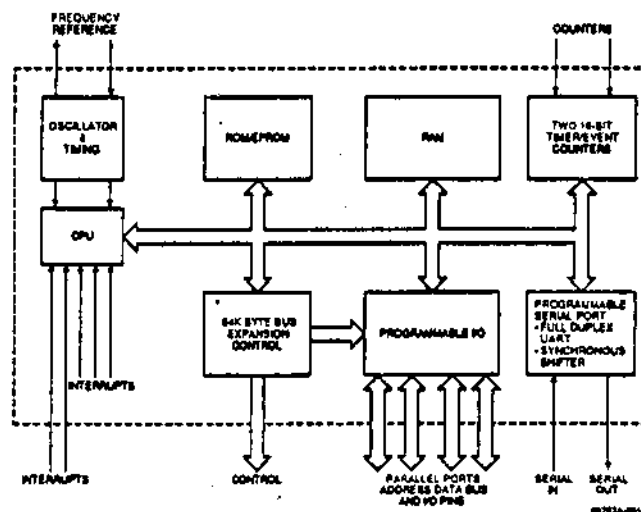 FREQUENCY
REFERENCE
COUNTERS
OSCILLATOR
&
TIMING
ROM/EPROM
RAM
TWO 16-BIT
TIMER/EVENT
COUNTERS
CPU
64K BYTE BUS
EXPANSION
CONTROL
PROGRAMMABLE I/O
PROGRAMMABLE
SERIAL PORT
• FULL DUPLEX
UART
• SYNCHRONOUS
SHIFTER
INTERRUPTS
INTERRUPTS
CONTROL
PARALLEL PORTS
ADDRESS DATA BUS
AND I/O PINS
SERIAL
IN
SERIAL
OUT